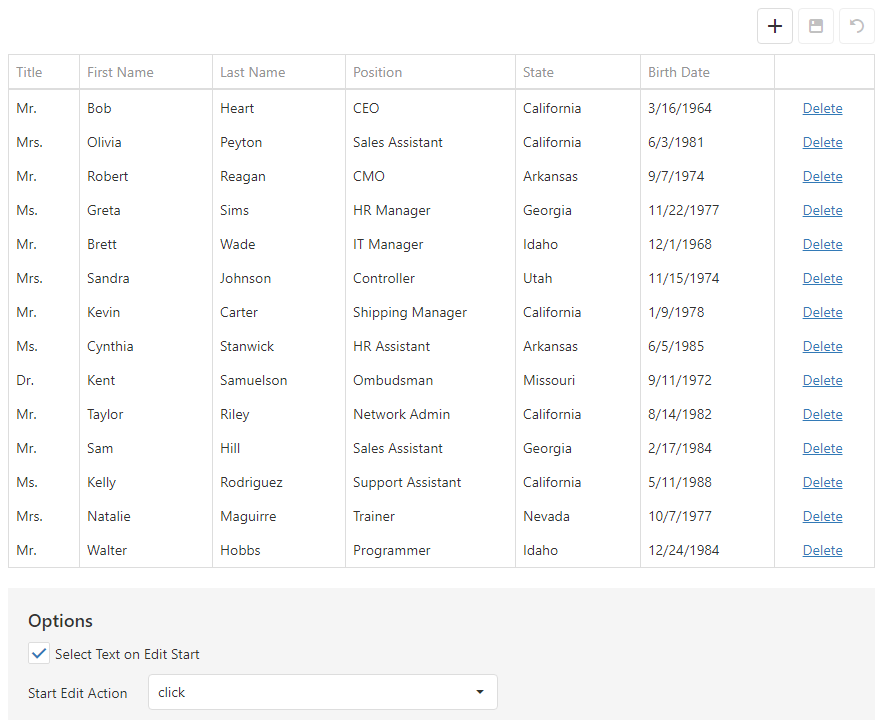 Title First Name Last Name Position State Birth Date
Mr. Bob Heart CEO California 3/16/1964 Delete
Mrs. Olivia Peyton Sales Assistant California 6/3/1981 Delete
Mr. Robert Reagan CMO Arkansas 9/7/1974 Delete
Ms. Greta Sims HR Manager Georgia 11/22/1977 Delete
Mr. Brett Wade IT Manager Idaho 12/1/1968 Delete
Mrs. Sandra Johnson Controller Utah 11/15/1974 Delete
Mr. Kevin Carter Shipping Manager California 1/9/1978 Delete
Ms. Cynthia Stanwick HR Assistant Arkansas 6/5/1985 Delete
Dr. Kent Samuelson Ombudsman Missouri 9/11/1972 Delete
Mr. Taylor Riley Network Admin California 8/14/1982 Delete
Mr. Sam Hill Sales Assistant Georgia 2/17/1984 Delete
Ms. Kelly Rodriguez Support Assistant California 5/11/1988 Delete
Mrs. Natalie Maguirre Trainer Nevada 10/7/1977 Delete
Mr. Walter Hobbs Programmer Idaho 12/24/1984 Delete
Options
Select Text on Edit Start
Start Edit Action click